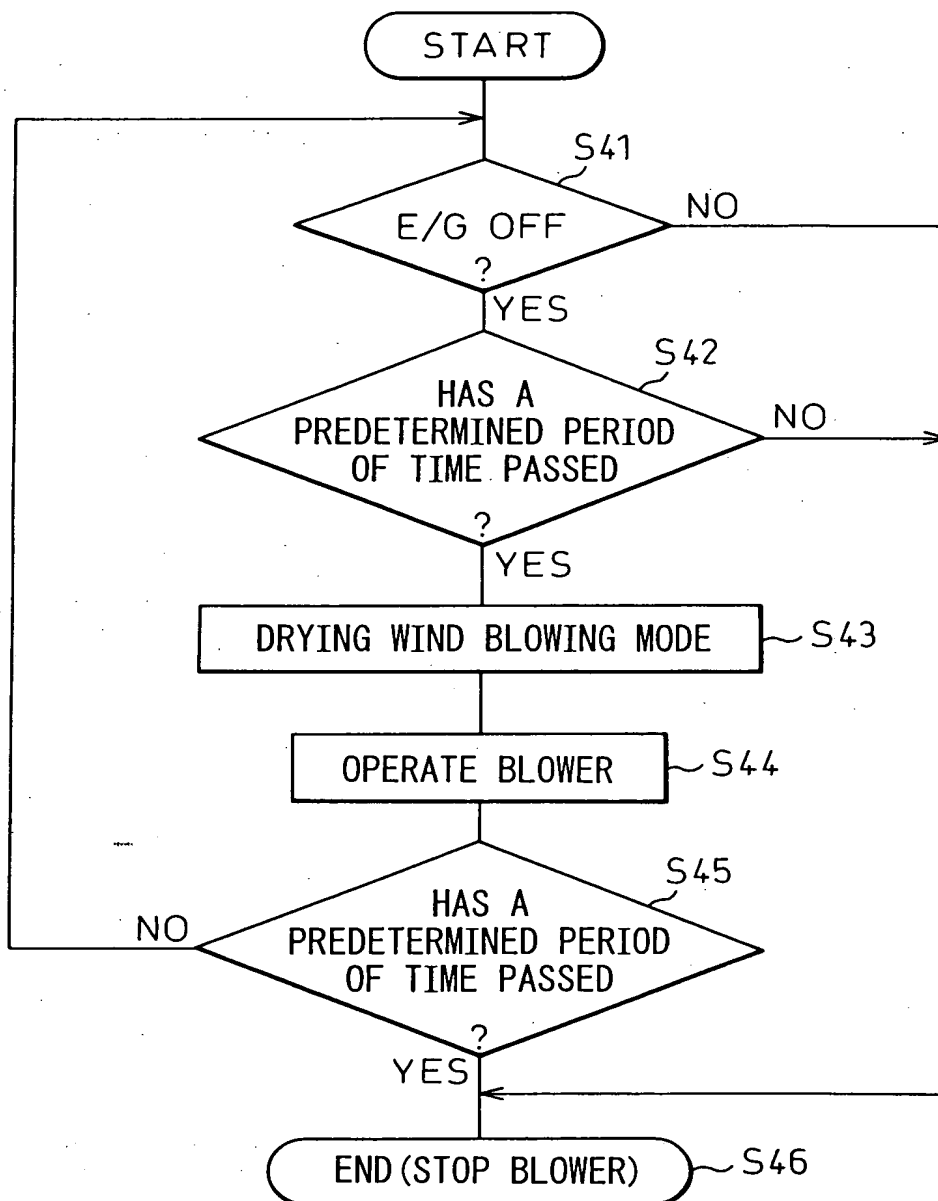 START
S41
E/G OFF
?
NO
YES
S42
HAS A
PREDETERMINED PERIOD
OF TIME PASSED
?
NO
YES
DRYING WIND BLOWING MODE
S43
OPERATE BLOWER
S44
S45
HAS A
PREDETERMINED PERIOD
OF TIME PASSED
?
NO
YES
END(STOP BLOWER)
S46